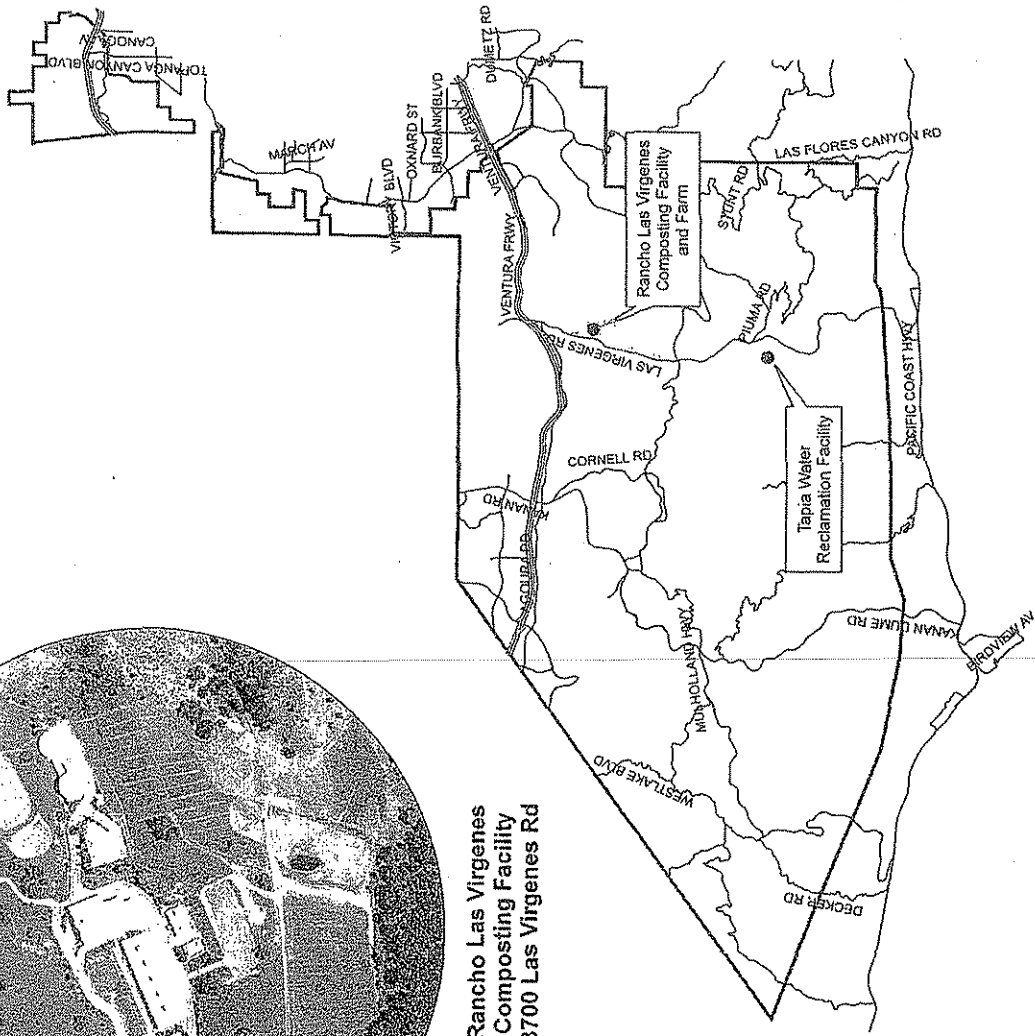 Rancho Las Virgenes
Composting Facility
3700 Las Virgenes Rd
CANOGA AV
TOPANGA CANYON BLVD
MARCH AV
VICTORY BLVD
OXNARD ST
BURBANK BLVD
VENTURA FRWY
DUMETZ RD
VENTURA FRWY
Rancho Las Virgenes
Composting Facility
and Farm
STUNT RD
LAS FLORES CANYON RD
LAS VIRGENES RD
PIUMA RD
PACIFIC COAST HWY
Tapia Water
Reclamation Facility
CORNELL RD
KANAN RD
AGOURA RD
MULHOLLAND HWY
KANAN DUME RD
BIRDVIEW AV
WESTLAKE BLVD
DECKER RD